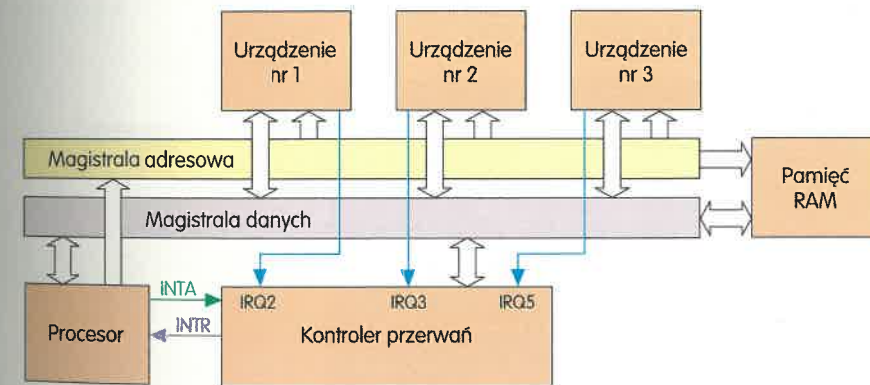 Urządzenie
nr 1
Urządzenie
nr 2
Urządzenie
nr 3
Magistrala adresowa
Pamięć
RAM
Magistrala danych
INTA
IRQ2
IRQ3
IRQ5
Procesor
INTR
Kontroler przerwań